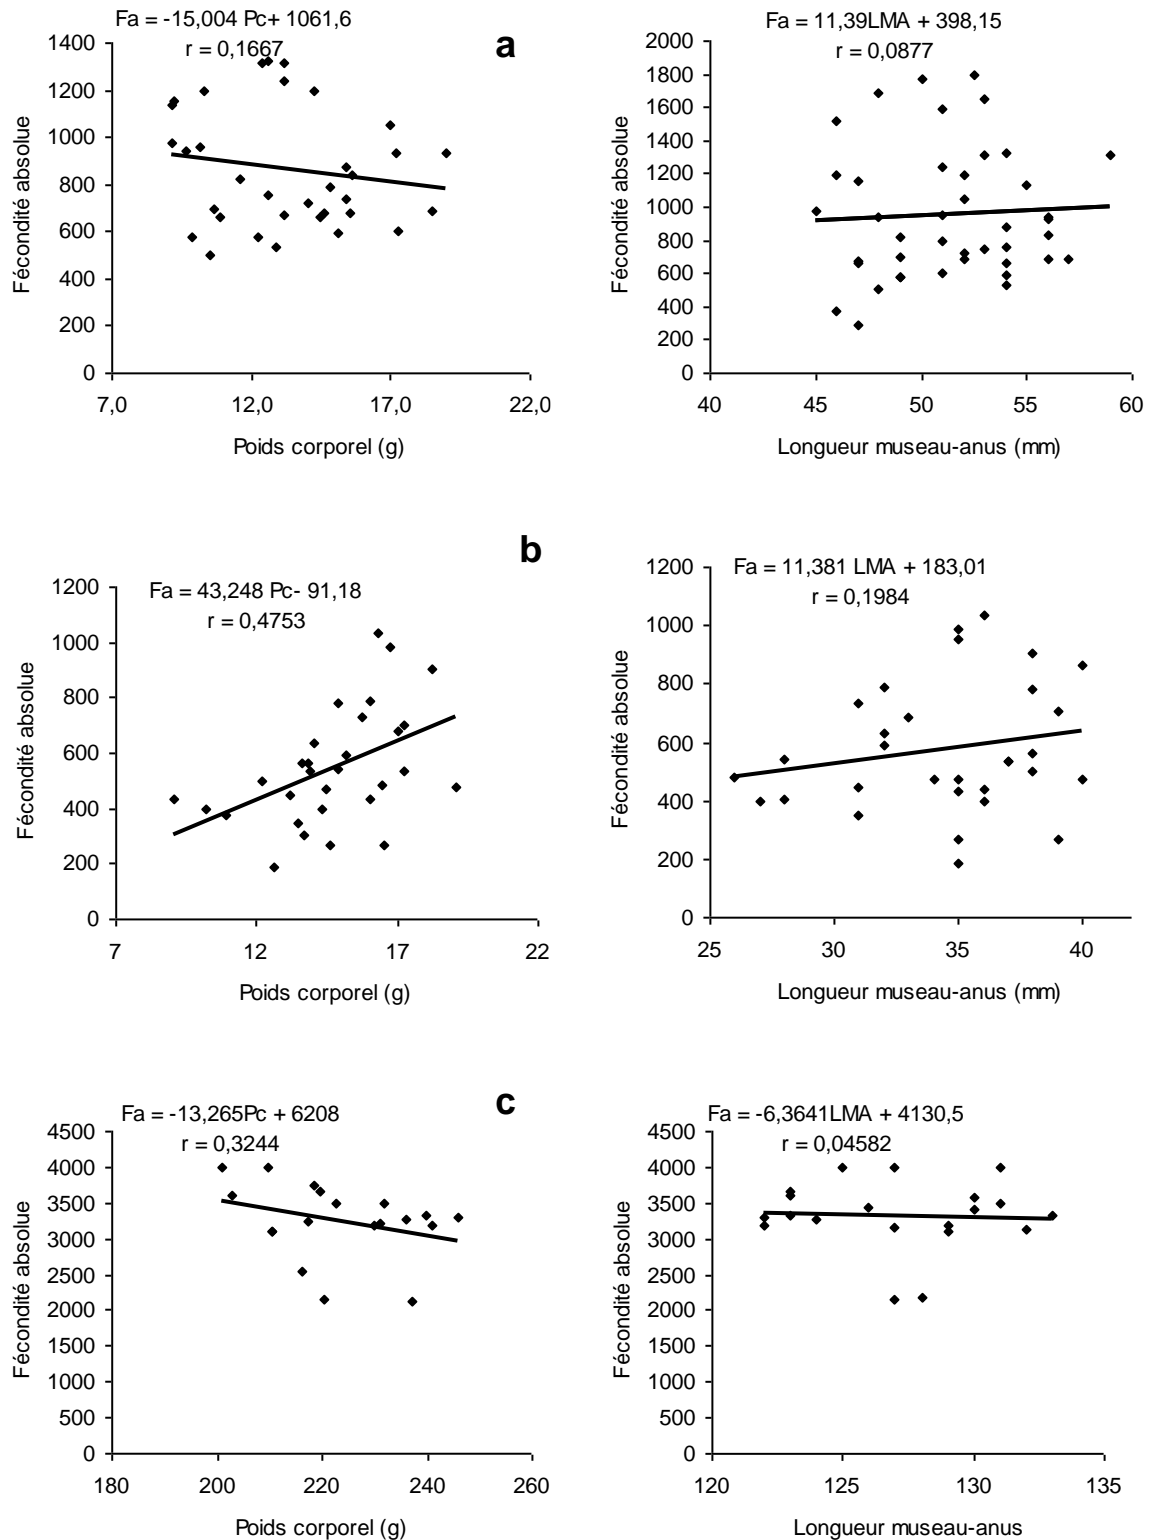 Fa = -15,004 Pc+ 1061,6
r = 0,1667
a
1400
1200
1000
800
600
400
200
0
Fécondité absolue
7,0 12,0 17,0 22,0
Poids corporel (g)
Fa = 11,39LMA + 398,15
r = 0,0877
2000
1800
1600
1400
1200
1000
800
600
400
200
0
Fécondité absolue
40 45 50 55 60
Longueur museau-anus (mm)
b
Fa = 43,248 Pc- 91,18
r = 0,4753
1200
1000
800
600
400
200
0
Fécondité absolue
7 12 17 22
Poids corporel (g)
Fa = 11,381 LMA + 183,01
r = 0,1984
1200
1000
800
600
400
200
0
Fécondité absolue
25 30 35 40
Longueur museau-anus (mm)
c
Fa = -13,265Pc + 6208
r = 0,3244
4500
4000
3500
3000
2500
2000
1500
1000
500
0
Fécondité absolue
180 200 220 240 260
Poids corporel (g)
Fa = -6,3641LMA + 4130,5
r = 0,04582
4500
4000
3500
3000
2500
2000
1500
1000
500
0
Fécondité absolue
120 125 130 135
Longueur museau-anus